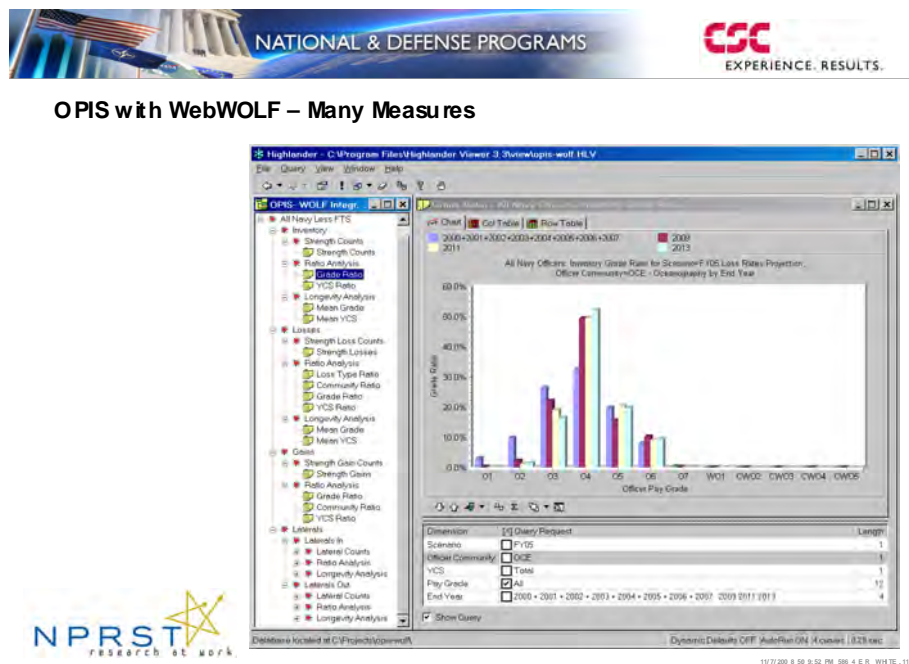 NATIONAL & DEFENSE PROGRAMS
CSC
EXPERIENCE. RESULTS.
OPIS with WebWOLF – Many Measures
Highlander - C:\Program Files\Highlander Viewer 3.3\view\opis-wolf.HLV
File Query View Window Help
OPIS- WOLF Integr...
All Navy Less FTS
Inventory
Strength Counts
Strength Counts
Ratio Analysis
Grade Ratio
YCS Ratio
Longevity Analysis
Mean Grade
Mean YCS
Losses
Strength Loss Counts
Strength Losses
Ratio Analysis
Loss Type Ratio
Community Ratio
Grade Ratio
YCS Ratio
Longevity Analysis
Mean Grade
Mean YCS
Gains
Strength Gain Counts
Strength Gains
Ratio Analysis
Grade Ratio
Community Ratio
YCS Ratio
Laterals
Laterals In
Lateral Counts
Ratio Analysis
Longevity Analysis
Laterals Out
Lateral Counts
Ratio Analysis
Longevity Analysis
Chart Col Table Row Table
2000+2001+2002+2003+2004+2005+2006+2007 2009
2011 2013
All Navy Officers: Inventory Grade Ratio for Scenario=FY05 Loss Rates Projection,
Officer Community=OCE - Oceanography by End Year
Grade Ratio
60.0%
50.0%
40.0%
30.0%
20.0%
10.0%
0.0%
O1 O2 O3 O4 O5 O6 O7 WO1 CWO2 CWO3 CWO4 CWO5
Officer Pay Grade
Dimension [X] Query Request Length
Scenario FY05 1
Officer Community OCE 1
YCS Total 1
Pay Grade All 12
End Year 2000 + 2001 + 2002 + 2003 + 2004 + 2005 + 2006 + 2007 2009 2011 2013 4
Show Query
Database located at C:\Projects\opiswolf\ Dynamic Defaults OFF AutoRun ON
NPRST
research at work